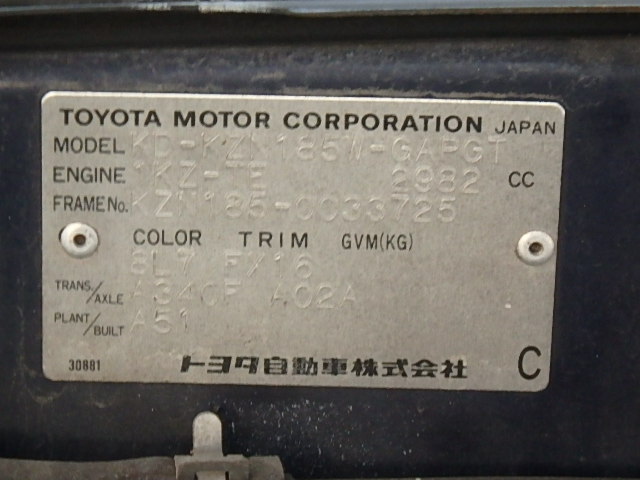 TOYOTA MOTOR CORPORATION JAPAN
MODEL KD-KZN185W-GAPGT
ENGINE 1KZ-TE 2982 CC
FRAME No. KZN185-0033725
COLOR TRIM GVM(KG)
8L7 FX16
TRANS./AXLE A340F A02A
PLANT/BUILT A51
30881 トヨタ自動車株式会社 C